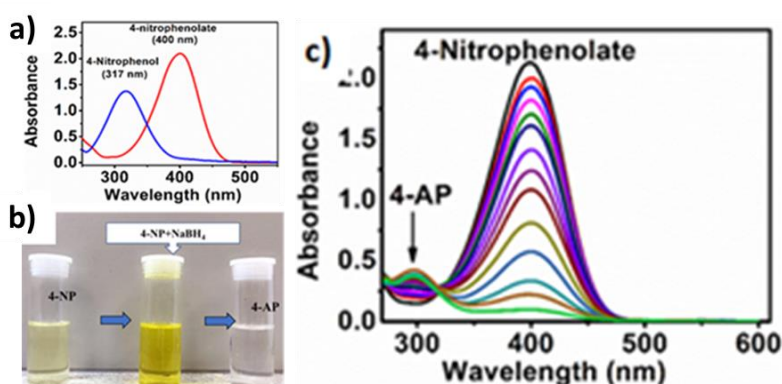 a)
2.5
2.0
1.5
1.0
0.5
0.0
Absorbance
4-nitrophenolate
(400 nm)
4-Nitrophenol
(317 nm)
300
400
500
Wavelength (nm)
b)
4-NP+NaBH4
4-NP
4-AP
c)
4-Nitrophenolate
2.0
1.5
1.0
0.5
0.0
Absorbance
4-AP
300
400
500
600
Wavelength (nm)